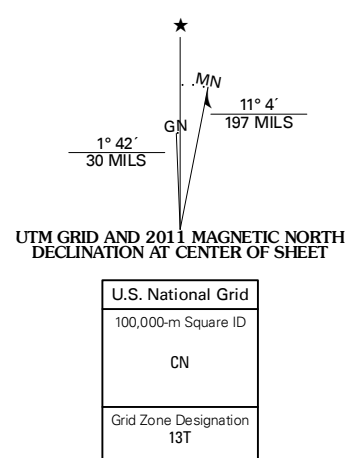 ★
MN
11° 4´
197 MILS
GN
1° 42´
30 MILS
UTM GRID AND 2011 MAGNETIC NORTH
DECLINATION AT CENTER OF SHEET
U.S. National Grid
100,000-m Square ID
CN
Grid Zone Designation
13T